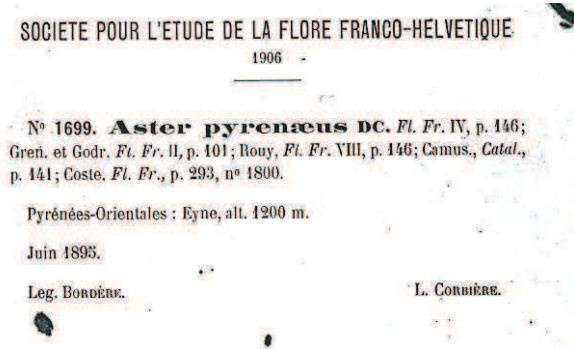 SOCIETE POUR L'ETUDE DE LA FLORE FRANCO-HELVETIQUE
1906
Nº 1699. Aster pyrenæus DC. Fl. Fr. IV, p. 146;
Gren. et Godr. Fl. Fr. II, p. 101; Rouy, Fl. Fr. VIII, p. 146; Camus., Catal.,
p. 141; Coste, Fl. Fr., p. 293, nº 1800.
Pyrénées-Orientales : Eyne, alt. 1200 m.
Juin 1895.
Leg. BORDÈRE. L. CORBIÈRE.